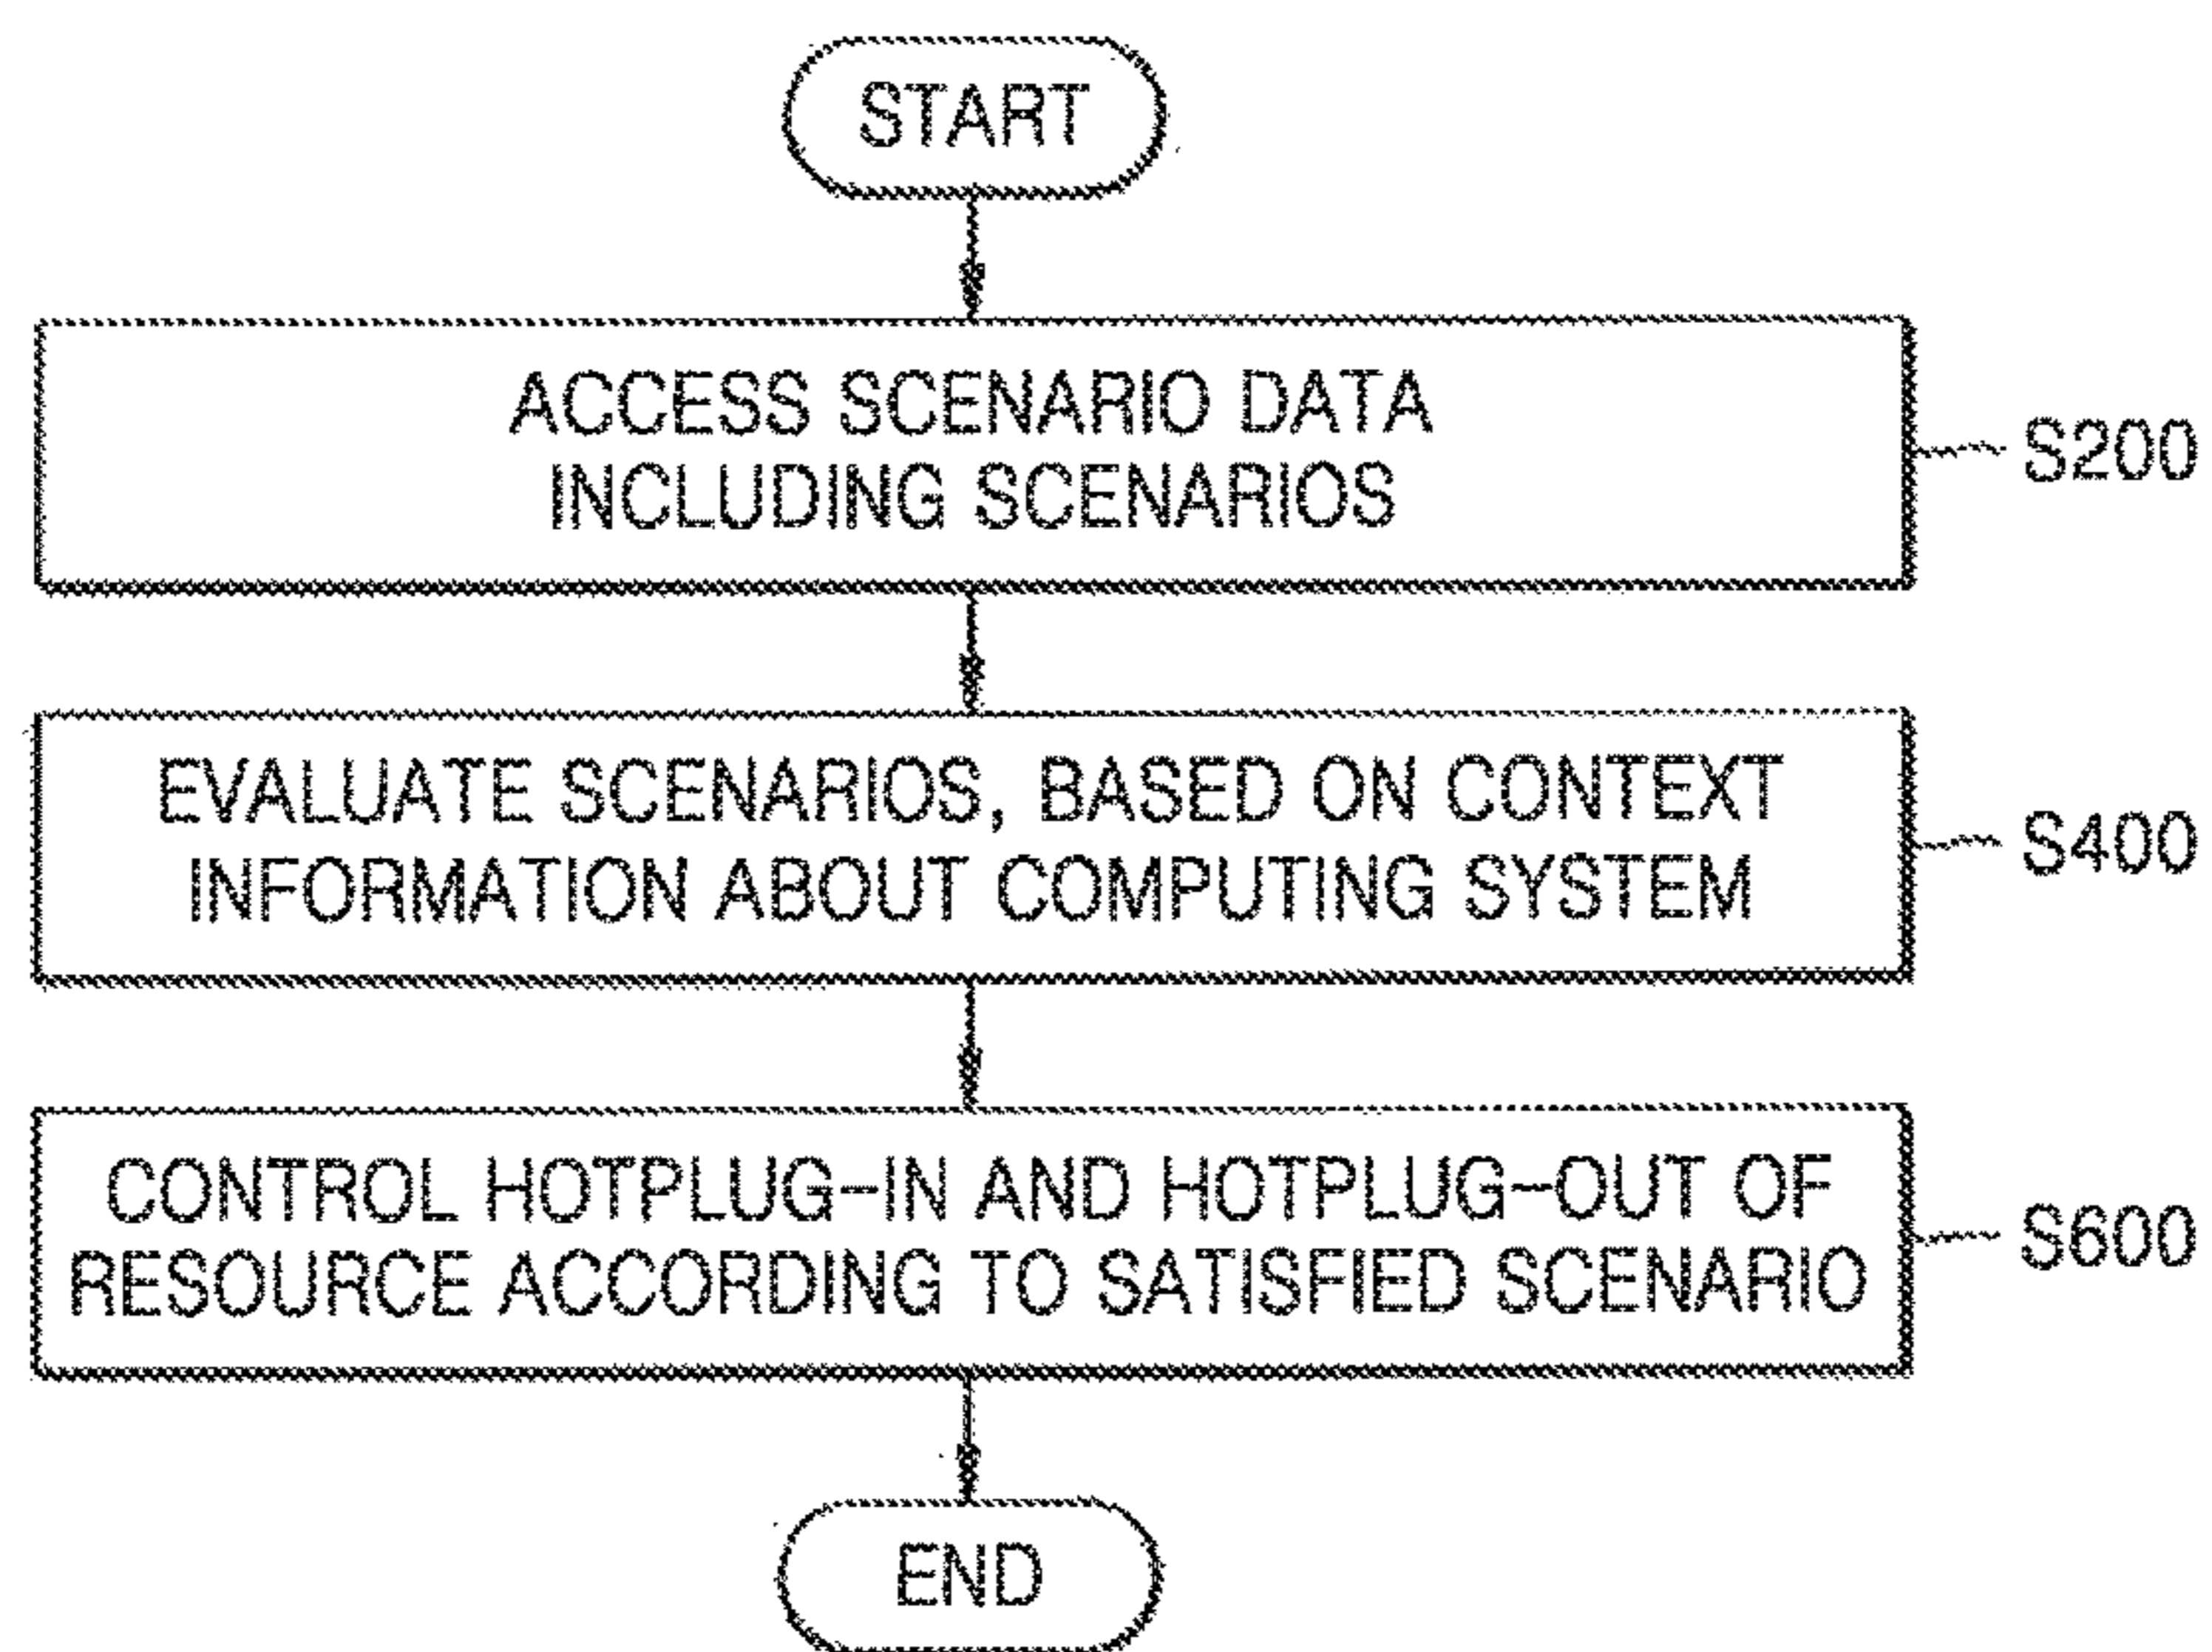 START
ACCESS SCENARIO DATA
INCLUDING SCENARIOS
S200
EVALUATE SCENARIOS, BASED ON CONTEXT
INFORMATION ABOUT COMPUTING SYSTEM
S400
CONTROL HOTPLUG-IN AND HOTPLUG-OUT OF
RESOURCE ACCORDING TO SATISFIED SCENARIO
S600
END